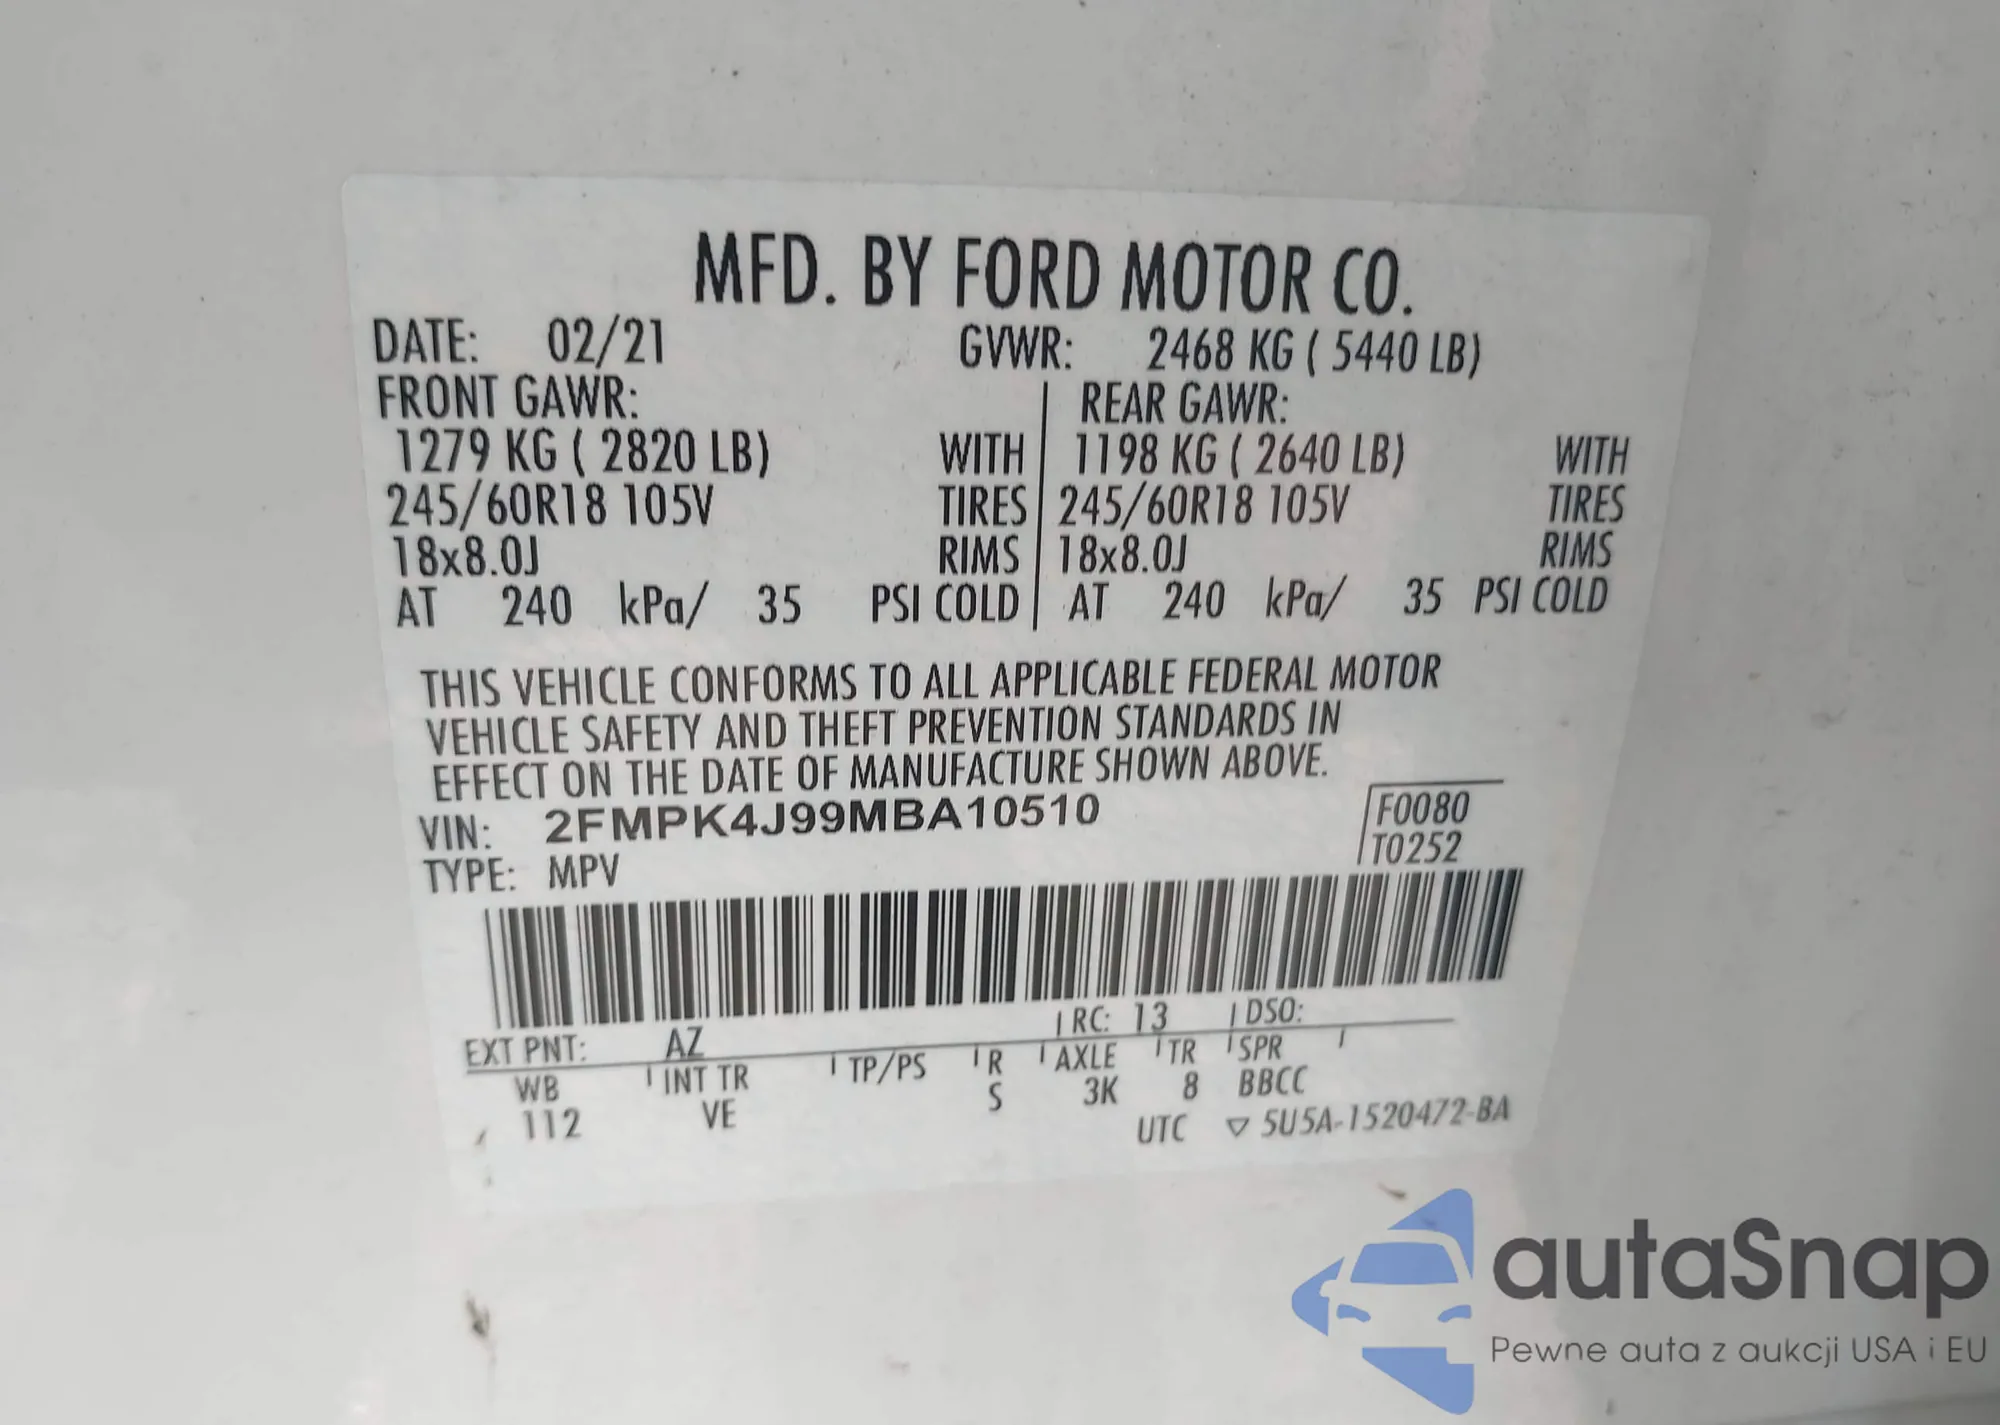 MFD. BY FORD MOTOR CO.
DATE: 02/21 GVWR: 2468 KG ( 5440 LB)
FRONT GAWR: REAR GAWR:
1279 KG ( 2820 LB) WITH 1198 KG ( 2640 LB) WITH
245/60R18 105V TIRES 245/60R18 105V TIRES
18x8.0J RIMS 18x8.0J RIMS
AT 240 kPa/ 35 PSI COLD AT 240 kPa/ 35 PSI COLD
THIS VEHICLE CONFORMS TO ALL APPLICABLE FEDERAL MOTOR
VEHICLE SAFETY AND THEFT PREVENTION STANDARDS IN
EFFECT ON THE DATE OF MANUFACTURE SHOWN ABOVE.
VIN: 2FMPK4J99MBA10510 F0080
TYPE: MPV T0252
EXT PNT: AZ RC: 13 DSO:
WB INT TR TP/PS R AXLE TR SPR
112 VE S 3K 8 BBCC
UTC ▽ 5U5A-1520472-BA
autaSnap
Pewne auta z aukcji USA i EU